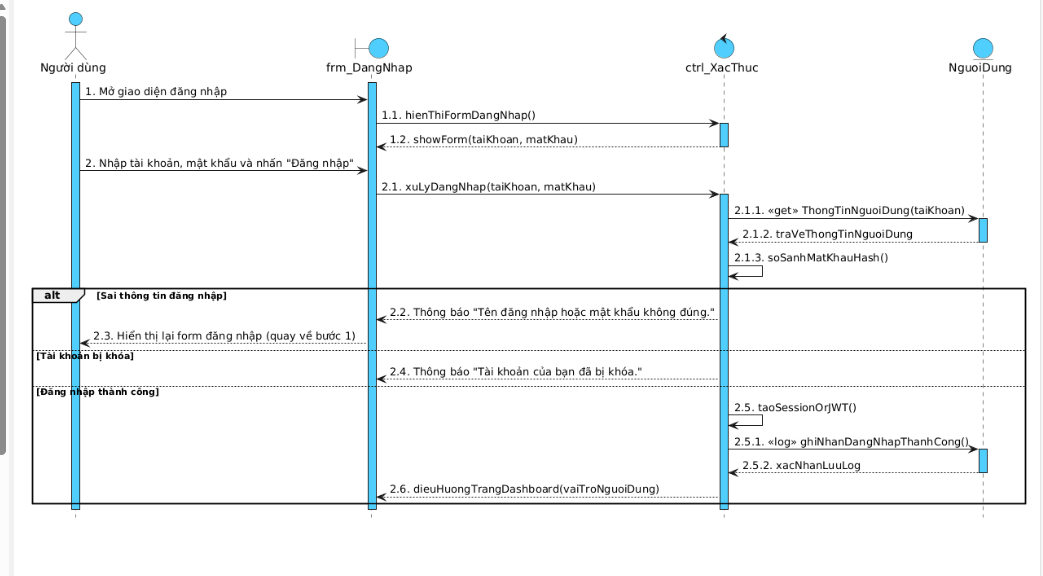 Người dùng
frm_DangNhap
ctrl_XacThuc
NguoiDung
1. Mở giao diện đăng nhập
1.1. hienThiFormDangNhap()
1.2. showForm(taiKhoan, matKhau)
2. Nhập tài khoản, mật khẩu và nhấn "Đăng nhập"
2.1. xuLyDangNhap(taiKhoan, matKhau)
2.1.1. «get» ThongTinNguoiDung(taiKhoan)
2.1.2. traVeThongTinNguoiDung
2.1.3. soSanhMatKhauHash()
alt [Sai thông tin đăng nhập]
2.2. Thông báo "Tên đăng nhập hoặc mật khẩu không đúng."
2.3. Hiển thị lại form đăng nhập (quay về bước 1)
[Tài khoản bị khóa]
2.4. Thông báo "Tài khoản của bạn đã bị khóa."
[Đăng nhập thành công]
2.5. taoSessionOrJWT()
2.5.1. «log» ghiNhanDangNhapThanhCong()
2.5.2. xacNhanLuuLog
2.6. dieuHuongTrangDashboard(vaiTroNguoiDung)